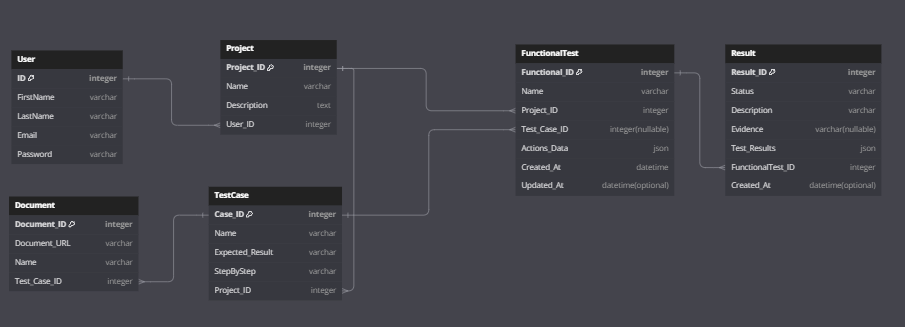 User
ID integer
FirstName varchar
LastName varchar
Email varchar
Password varchar
Project
Project_ID integer
Name varchar
Description text
User_ID integer
FunctionalTest
Functional_ID integer
Name varchar
Project_ID integer
Test_Case_ID integer(nullable)
Actions_Data json
Created_At datetime
Updated_At datetime(optional)
Result
Result_ID integer
Status varchar
Description varchar
Evidence varchar(nullable)
Test_Results json
FunctionalTest_ID integer
Created_At datetime(optional)
Document
Document_ID integer
Document_URL varchar
Name varchar
Test_Case_ID integer
TestCase
Case_ID integer
Name varchar
Expected_Result varchar
StepByStep varchar
Project_ID integer